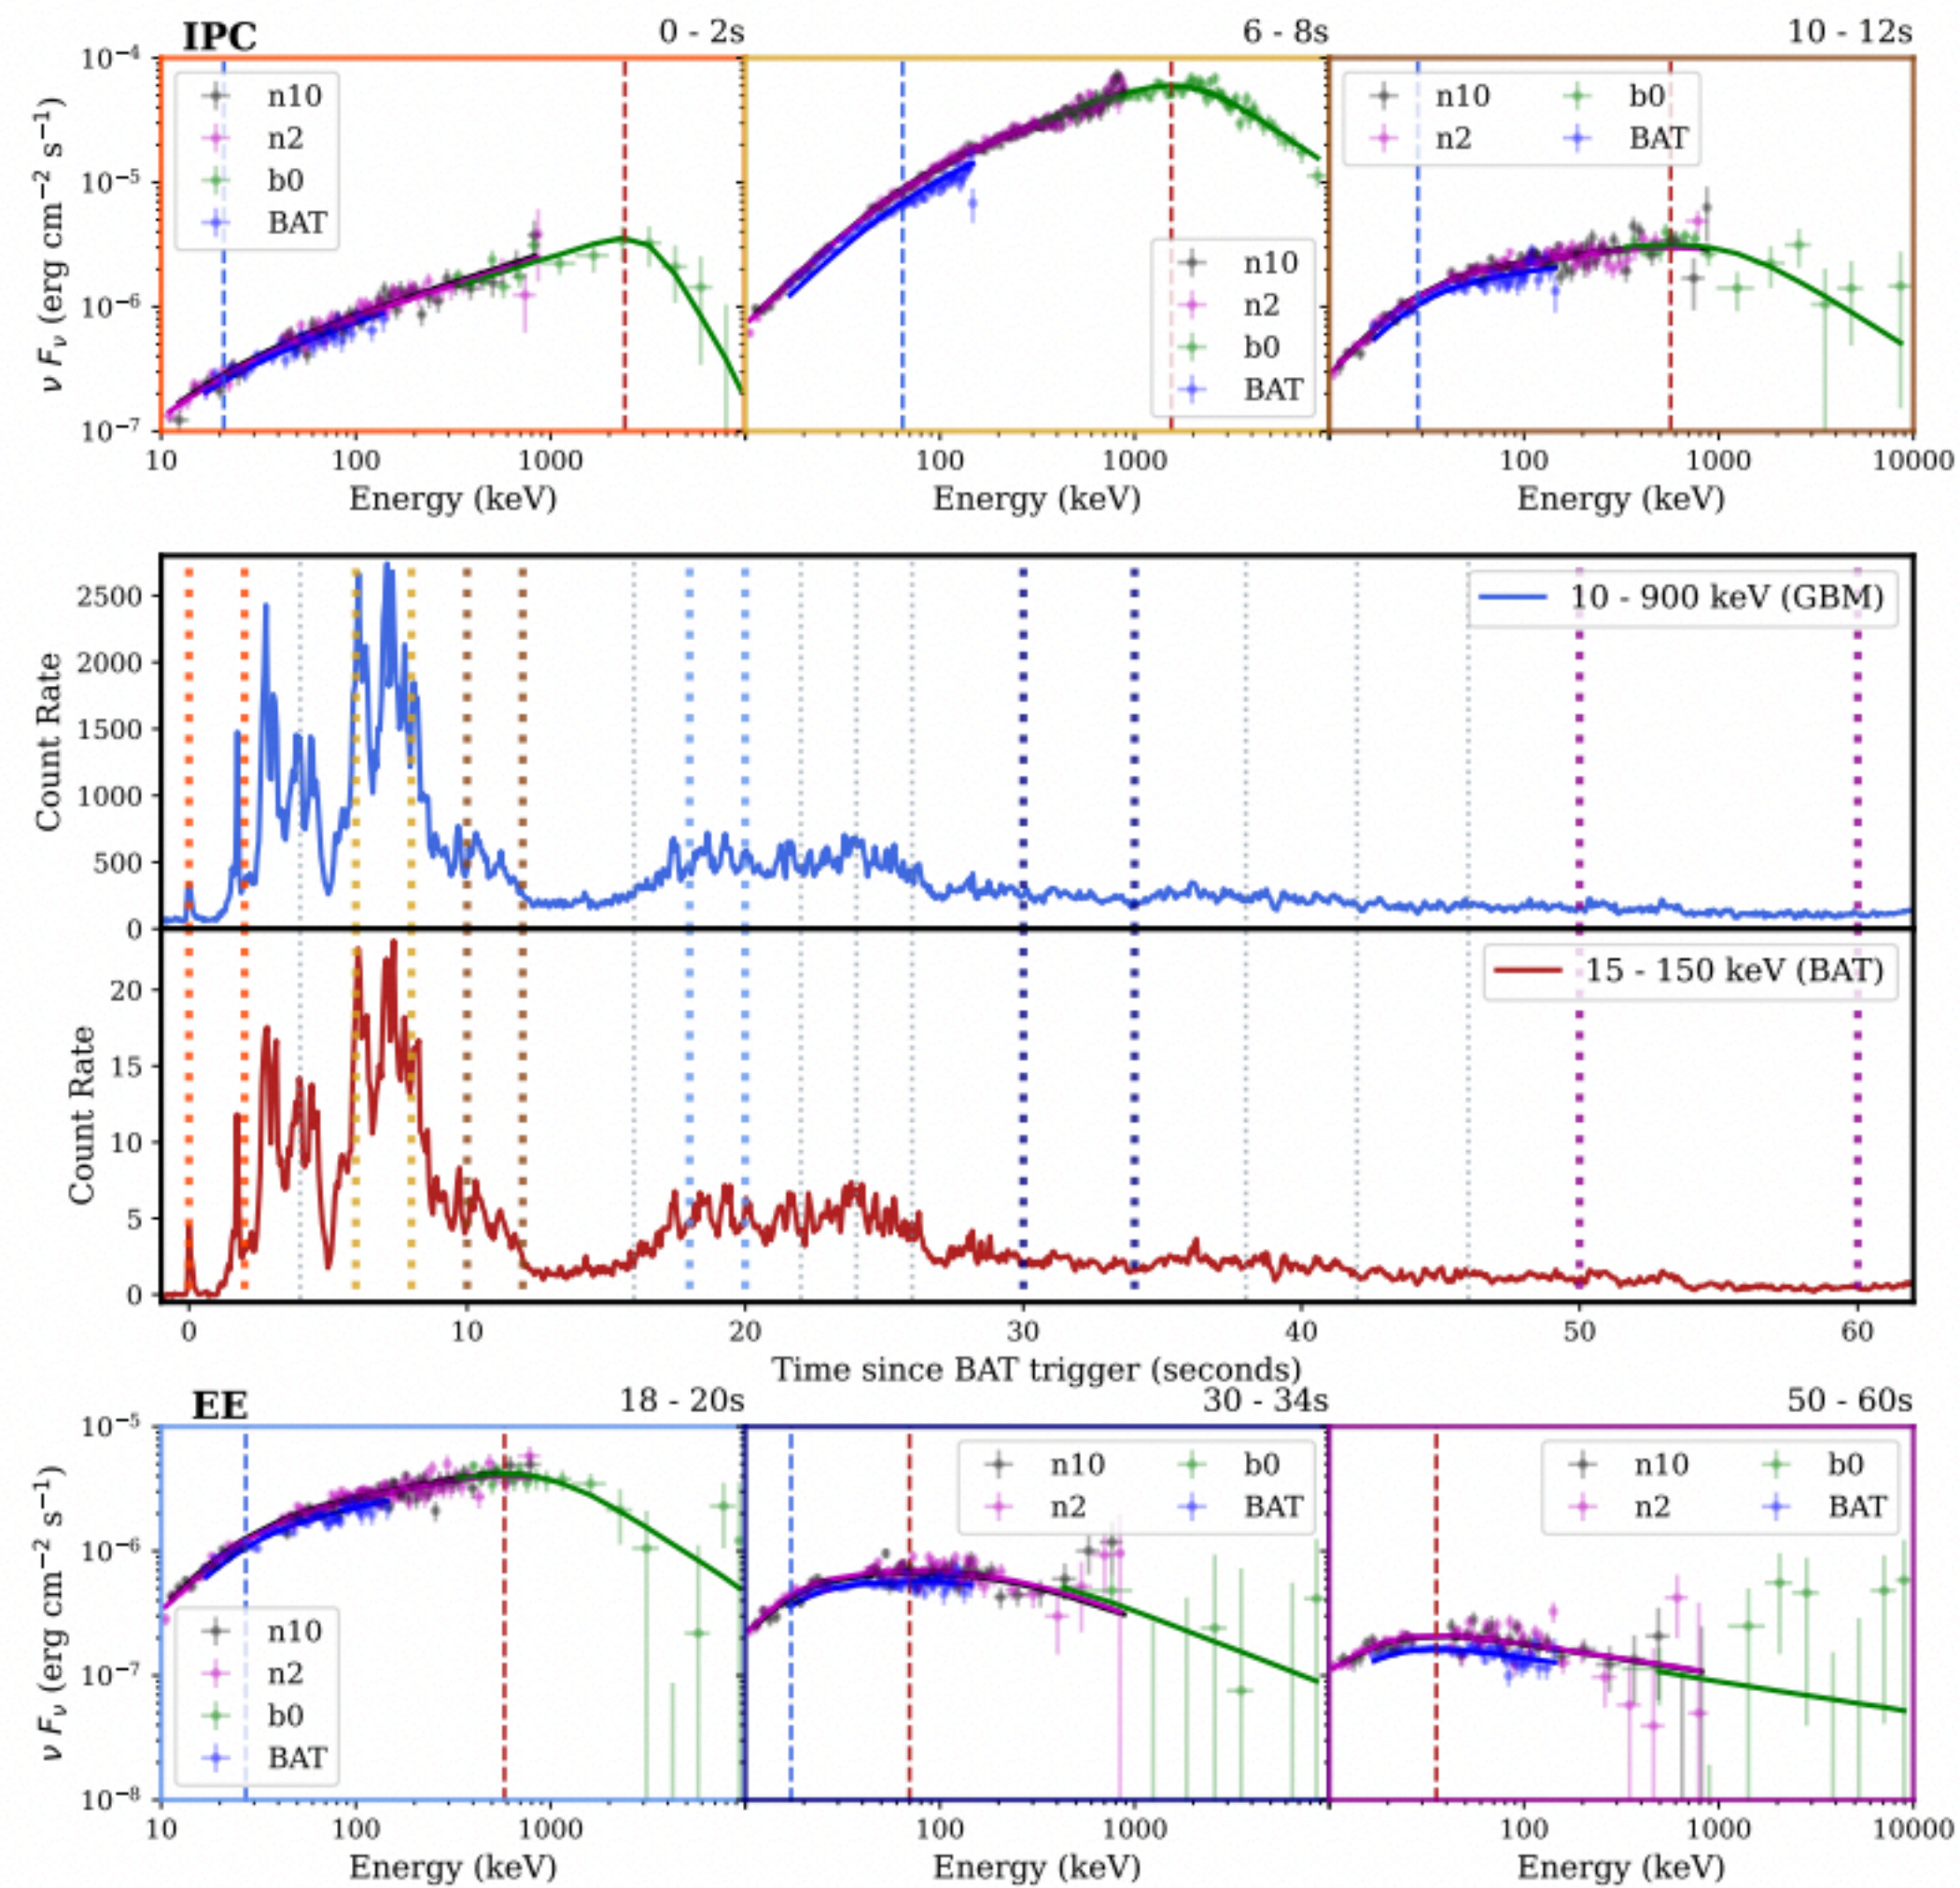 IPC
0 - 2s
6 - 8s
10 - 12s
10⁻⁴
10⁻⁵
10⁻⁶
10⁻⁷
ν Fν (erg cm⁻² s⁻¹)
n10
n2
b0
BAT
n10
n2
b0
BAT
n10 b0
n2 BAT
10 100 1000
100 1000
100 1000 10000
Energy (keV)
Energy (keV)
Energy (keV)
2500
2000
1500
1000
500
0
Count Rate
10 - 900 keV (GBM)
20
15
10
5
0
Count Rate
15 - 150 keV (BAT)
0 10 20 30 40 50 60
Time since BAT trigger (seconds)
EE
18 - 20s
30 - 34s
50 - 60s
10⁻⁵
10⁻⁶
10⁻⁷
10⁻⁸
ν Fν (erg cm⁻² s⁻¹)
n10
n2
b0
BAT
n10 b0
n2 BAT
n10 b0
n2 BAT
10 100 1000
100 1000
100 1000 10000
Energy (keV)
Energy (keV)
Energy (keV)